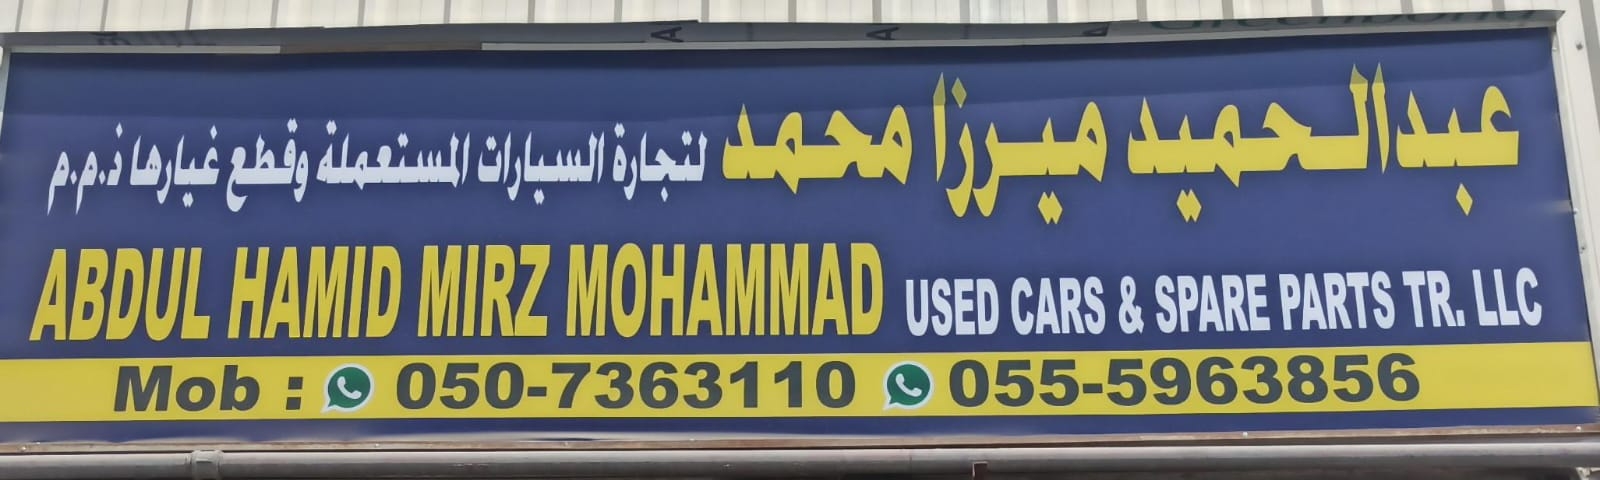 عبدالحميد ميرزا محمد لتجارة السيارات المستعملة وقطع غيارها ذ.م.م
ABDUL HAMID MIRZ MOHAMMAD USED CARS & SPARE PARTS TR. LLC
Mob : 050-7363110 055-5963856